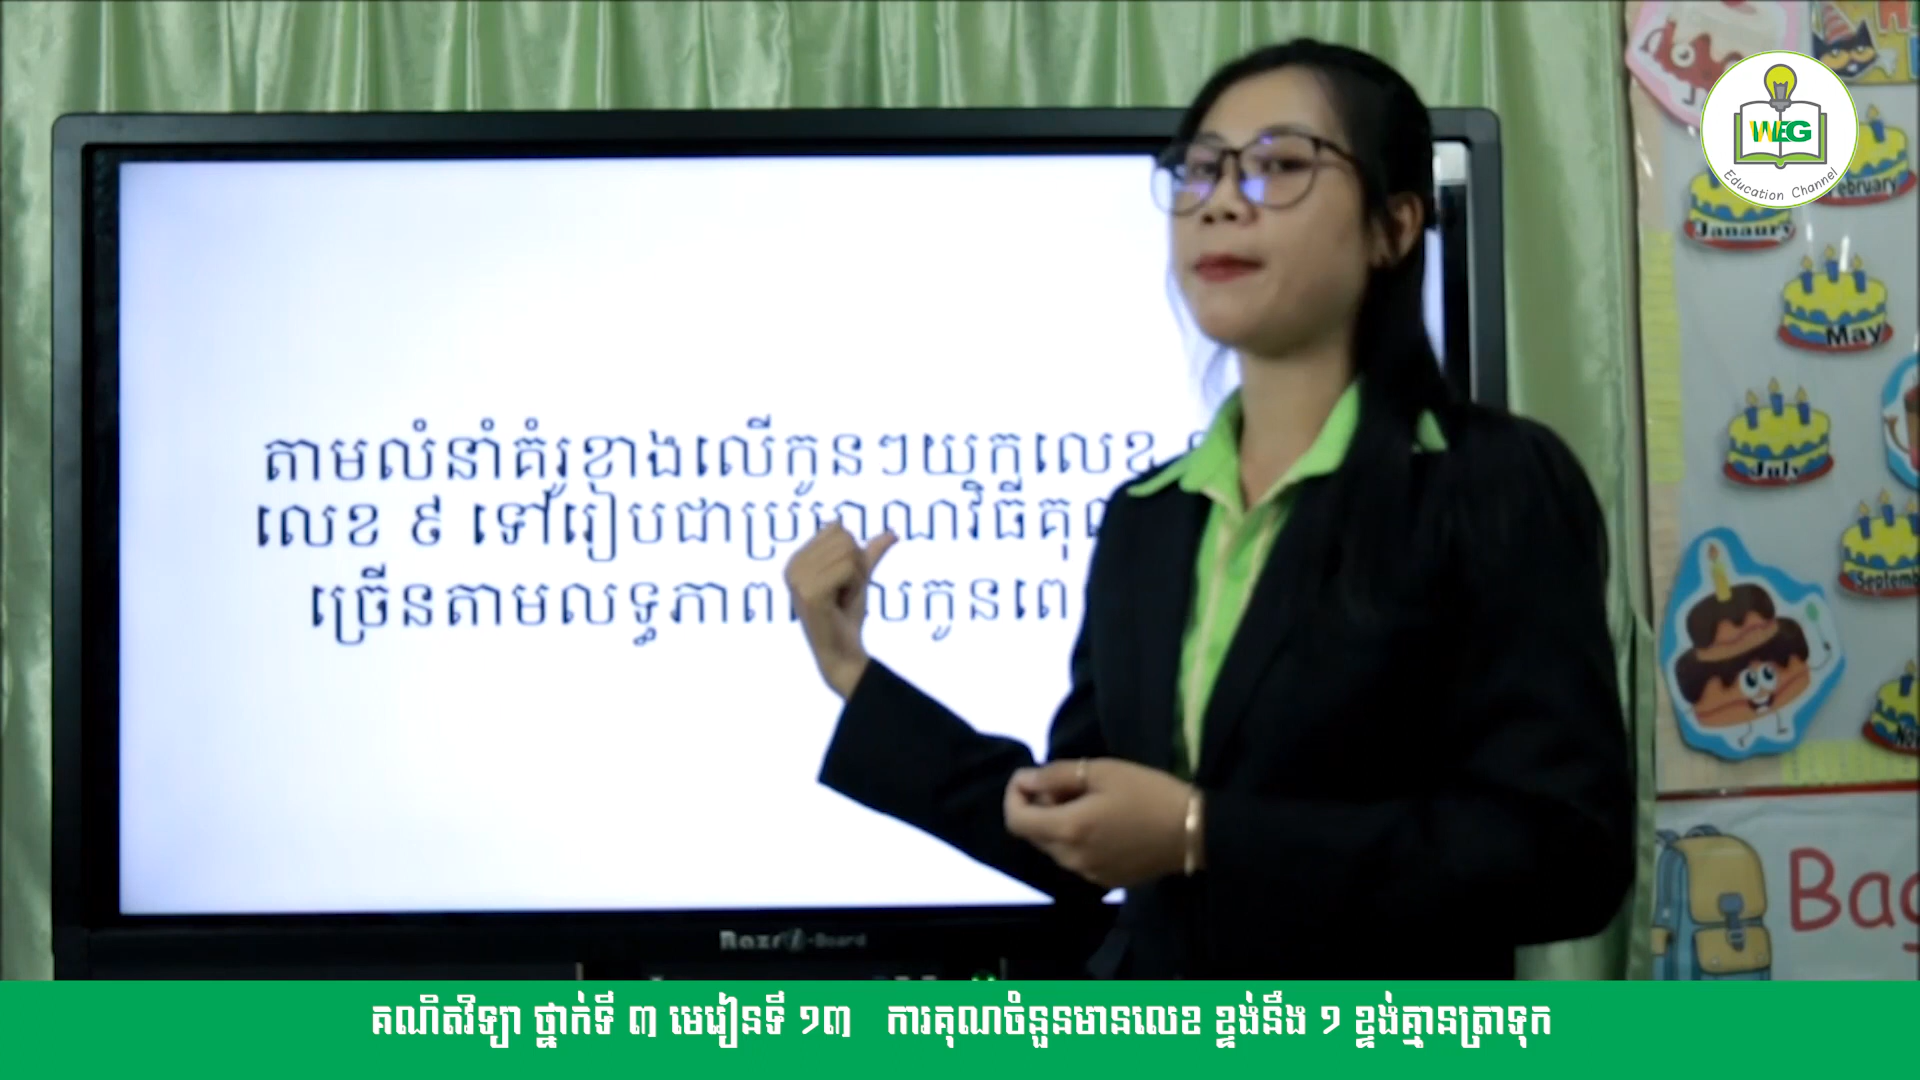 តាមលំនាំគំរូខាងលើកូនៗយកលេខ
លេខ ៩ ទៅរៀបជាប្រមាណវិធី
ច្រើនតាមលទ្ធភាព
WEG
Education Channel
February
Janaury
May
July
គណិតវិទ្យា ថ្នាក់ទី ៣ មេរៀនទី ១៣ ការគុណចំនួនមានលេខ ខ្ទង់នឹង ១ ខ្ទង់គ្មានត្រាទុក